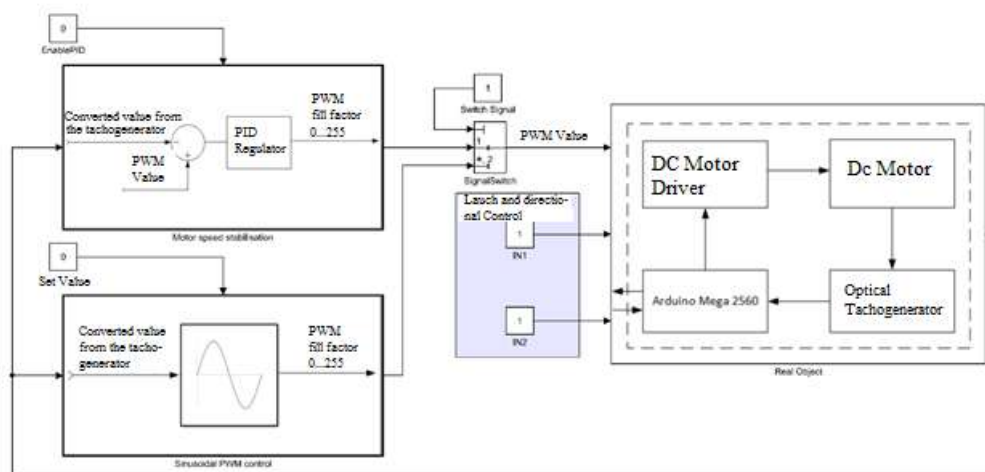 0
EnablePID
Converted value from
the tachogenerator
PWM
Value
PID
Regulator
PWM
fill factor
0...255
Motor speed stabilisation
0
Set Value
Converted value
from the tacho-
generator
PWM
fill factor
0...255
Sinusoidal PWM control
1
Switch Signal
1
*, 2
SignalSwitch
PWM Value
Lauch and directio-
nal Control
1
IN1
1
IN2
DC Motor
Driver
Dc Motor
Arduino Mega 2560
Optical
Tachogenerator
Real Object